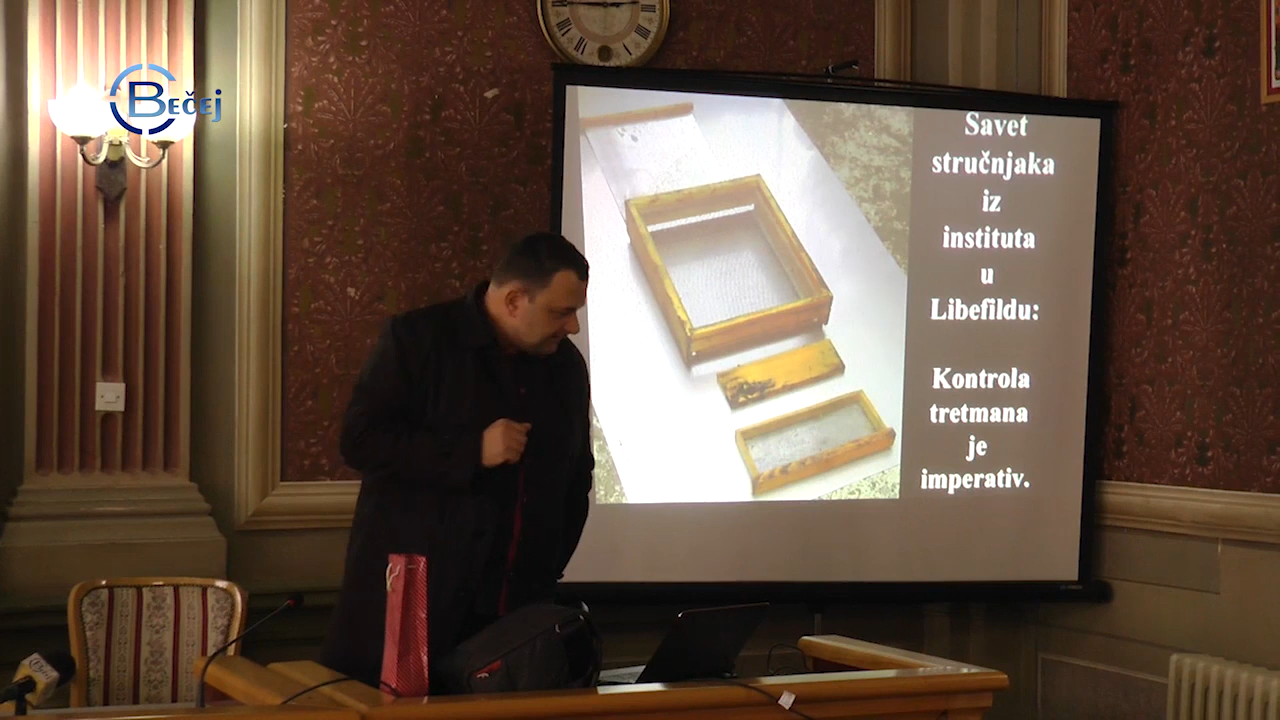 BEČEJ
Savet
stručnjaka
iz
instituta
u
Libefildu:
Kontrola
tretmana
je
imperativ.